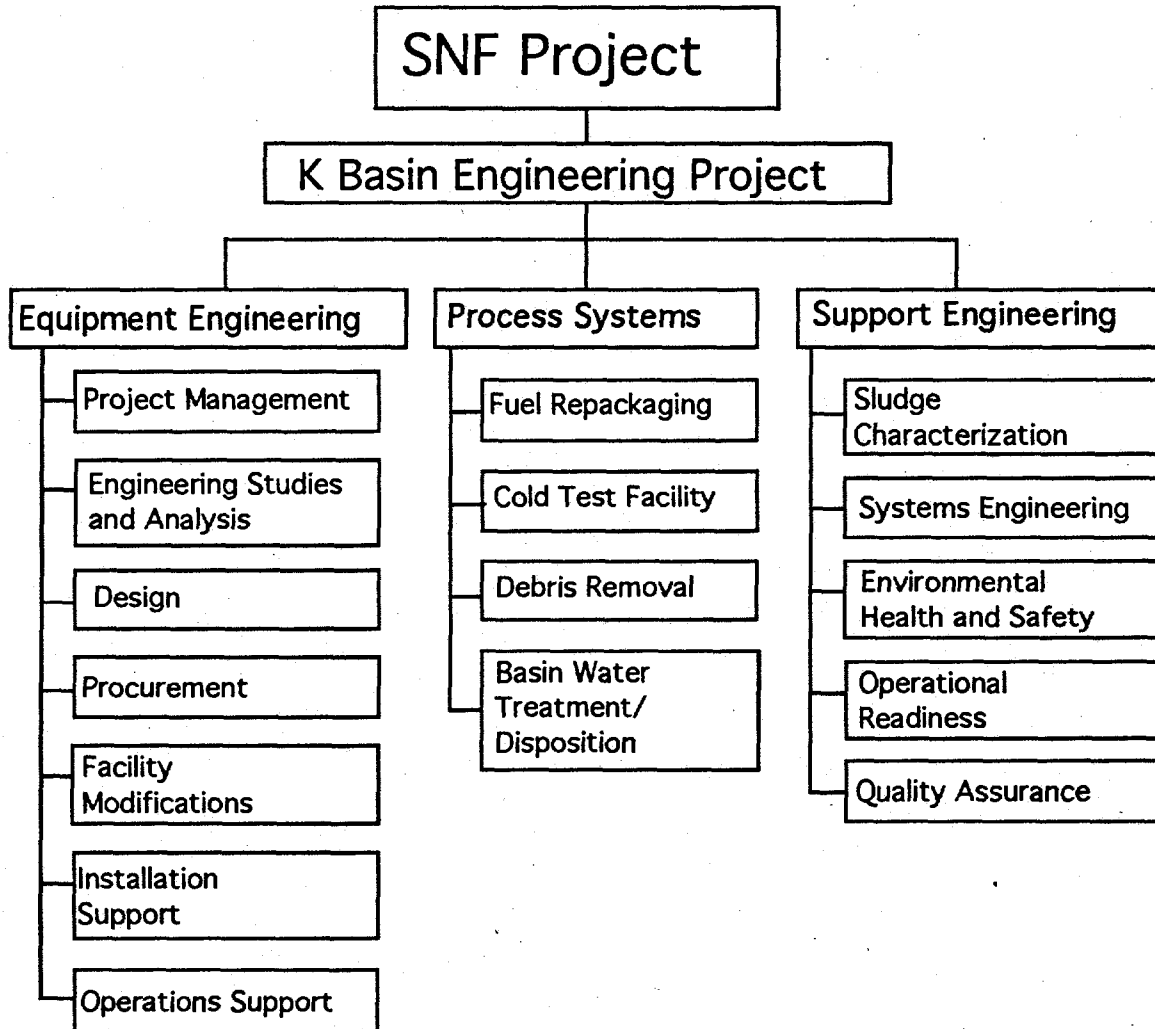 SNF Project
K Basin Engineering Project
Equipment Engineering
Project Management
Engineering Studies
and Analysis
Design
Procurement
Facility
Modifications
Installation
Support
Operations Support
Process Systems
Fuel Repackaging
Cold Test Facility
Debris Removal
Basin Water
Treatment/
Disposition
Support Engineering
Sludge
Characterization
Systems Engineering
Environmental
Health and Safety
Operational
Readiness
Quality Assurance